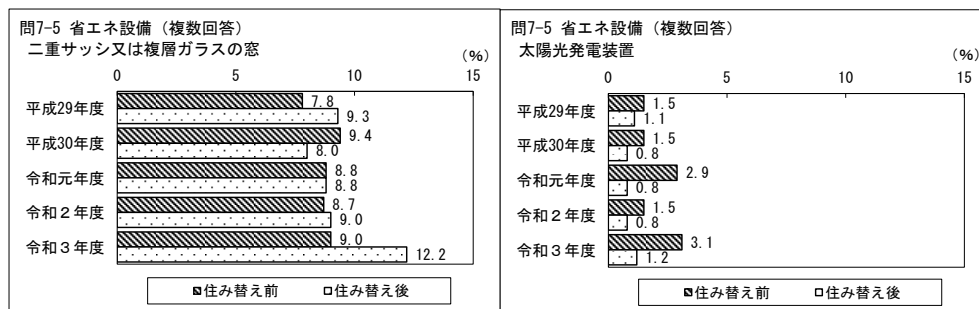 問7-5 省エネ設備（複数回答）
二重サッシ又は複層ガラスの窓
（%）
0 5 10 15
平成29年度 7.8
9.3
平成30年度 9.4
8.0
令和元年度 8.8
8.8
令和２年度 8.7
9.0
令和３年度 9.0
12.2
住み替え前 住み替え後
問7-5 省エネ設備（複数回答）
太陽光発電装置
（%）
0 5 10 15
平成29年度 1.5
1.1
平成30年度 1.5
0.8
令和元年度 2.9
0.8
令和２年度 1.5
0.8
令和３年度 3.1
1.2
住み替え前 住み替え後